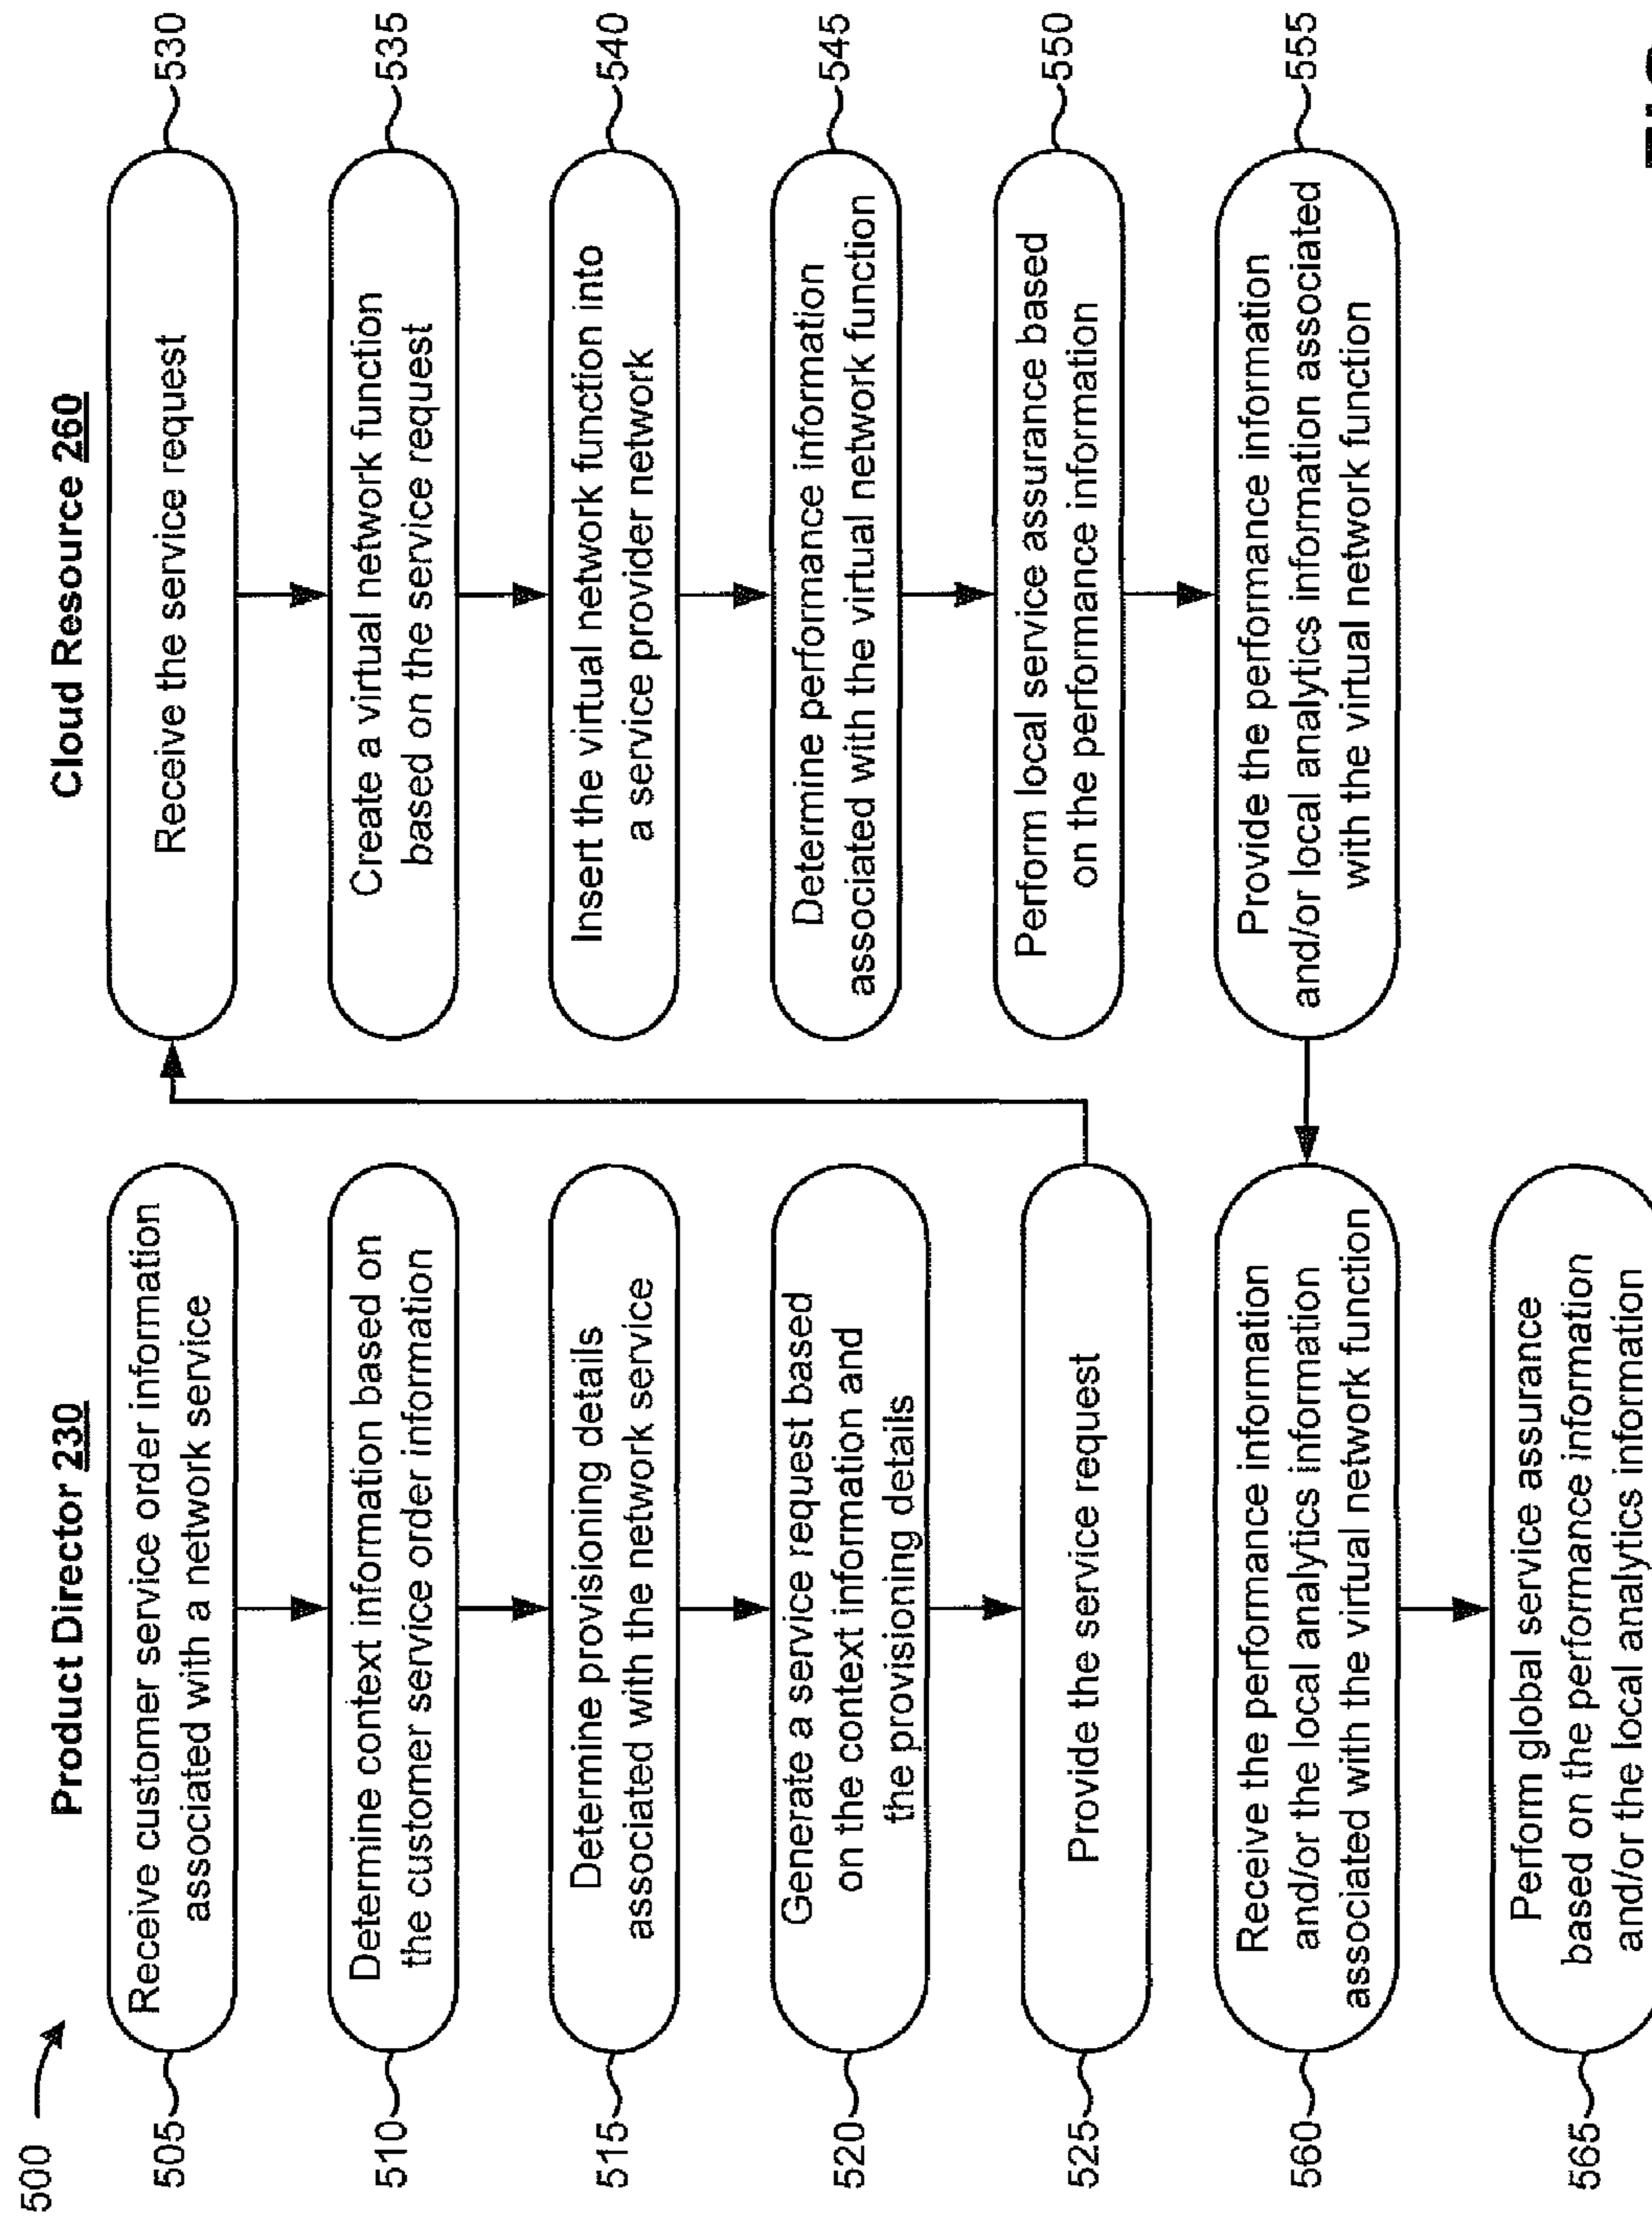 500
Product Director 230
505
Receive customer service order information
associated with a network service
510
Determine context information based on
the customer service order information
515
Determine provisioning details
associated with the network service
520
Generate a service request based
on the context information and
the provisioning details
525
Provide the service request
560
Receive the performance information
and/or the local analytics information
associated with the virtual network function
565
Perform global service assurance
based on the performance information
and/or the local analytics information
Cloud Resource 260
530
Receive the service request
535
Create a virtual network function
based on the service request
540
Insert the virtual network function into
a service provider network
545
Determine performance information
associated with the virtual network function
550
Perform local service assurance based
on the performance information
555
Provide the performance information
and/or local analytics information associated
with the virtual network function